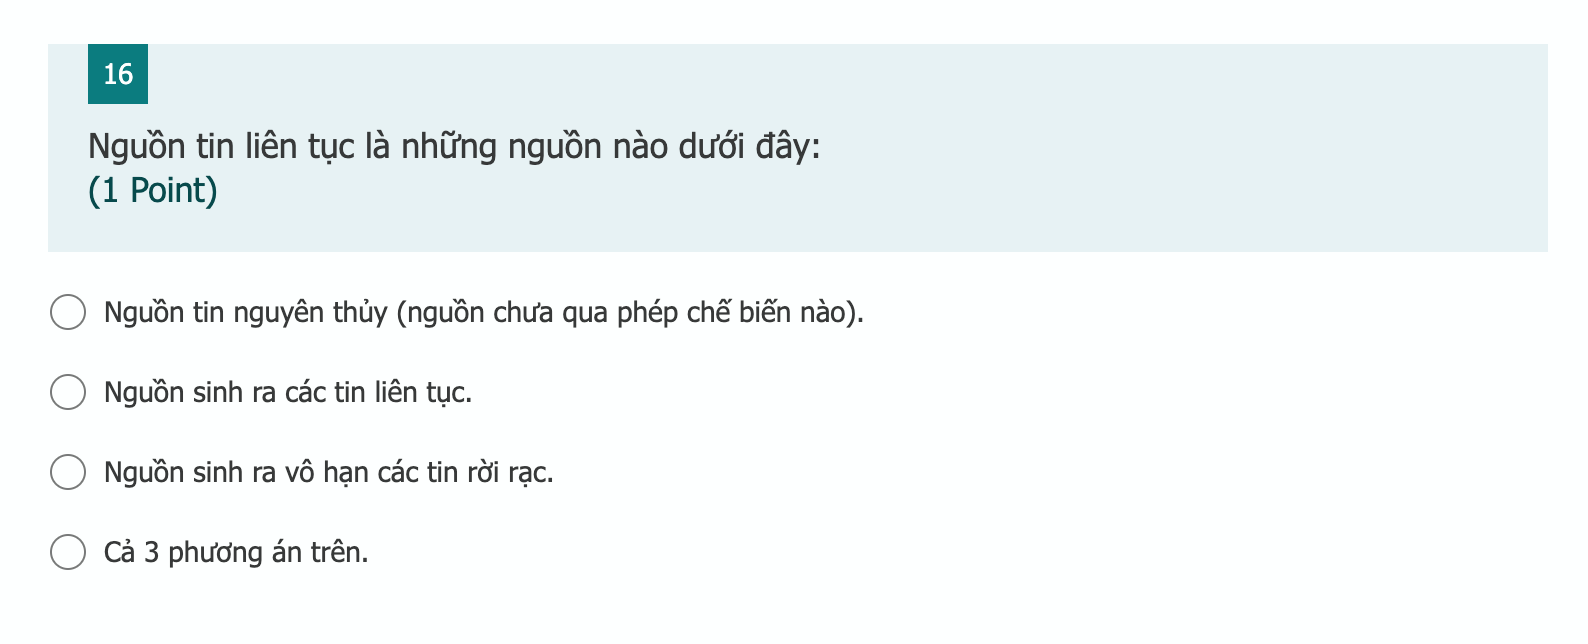 16
Nguồn tin liên tục là những nguồn nào dưới đây:
(1 Point)
Nguồn tin nguyên thủy (nguồn chưa qua phép chế biến nào).
Nguồn sinh ra các tin liên tục.
Nguồn sinh ra vô hạn các tin rời rạc.
Cả 3 phương án trên.